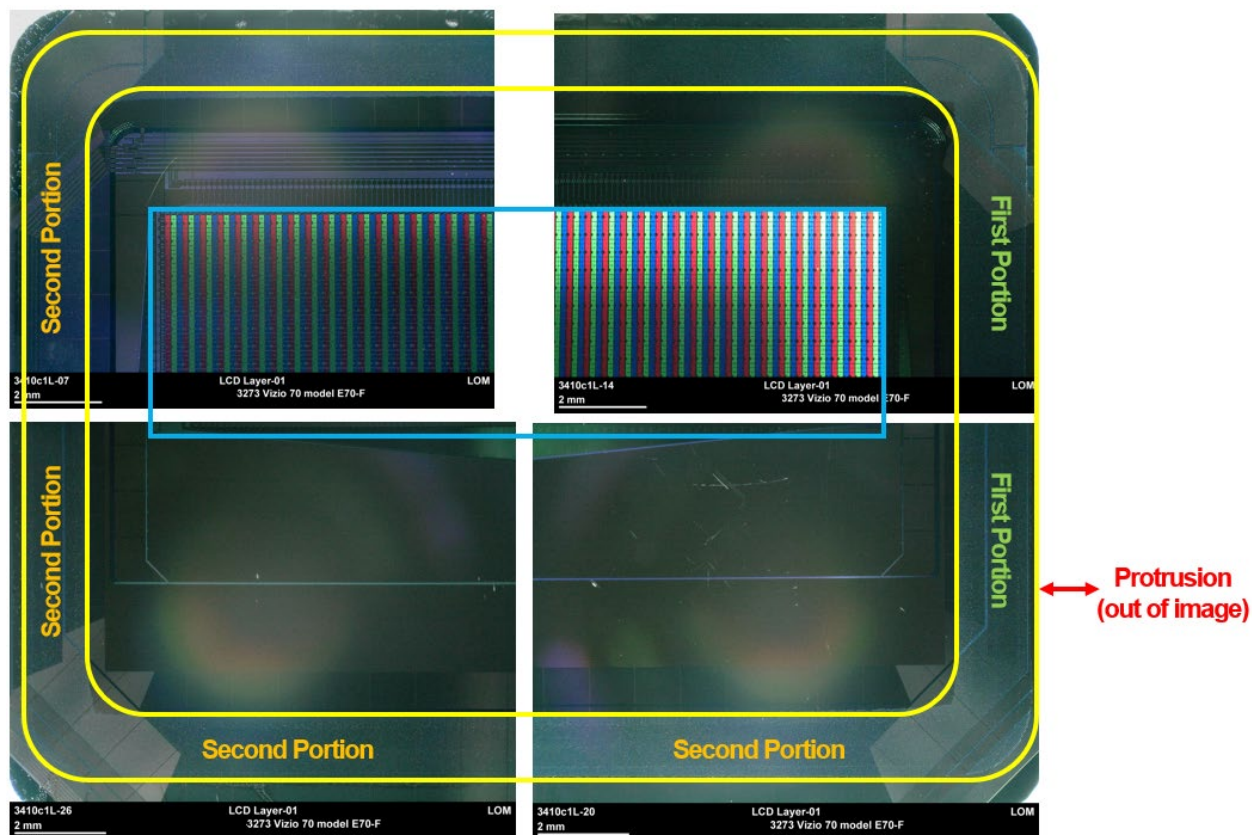 Second Portion
First Portion
3410c1L-07 LCD Layer-01 LOM
2 mm 3273 Vizio 70 model E70-F
3410c1L-14 LCD Layer-01 LOM
2 mm 3273 Vizio 70 model E70-F
Second Portion
First Portion
Protrusion
(out of image)
Second Portion
Second Portion
3410c1L-26 LCD Layer-01 LOM
2 mm 3273 Vizio 70 model E70-F
3410c1L-20 LCD Layer-01 LOM
2 mm 3273 Vizio 70 model E70-F